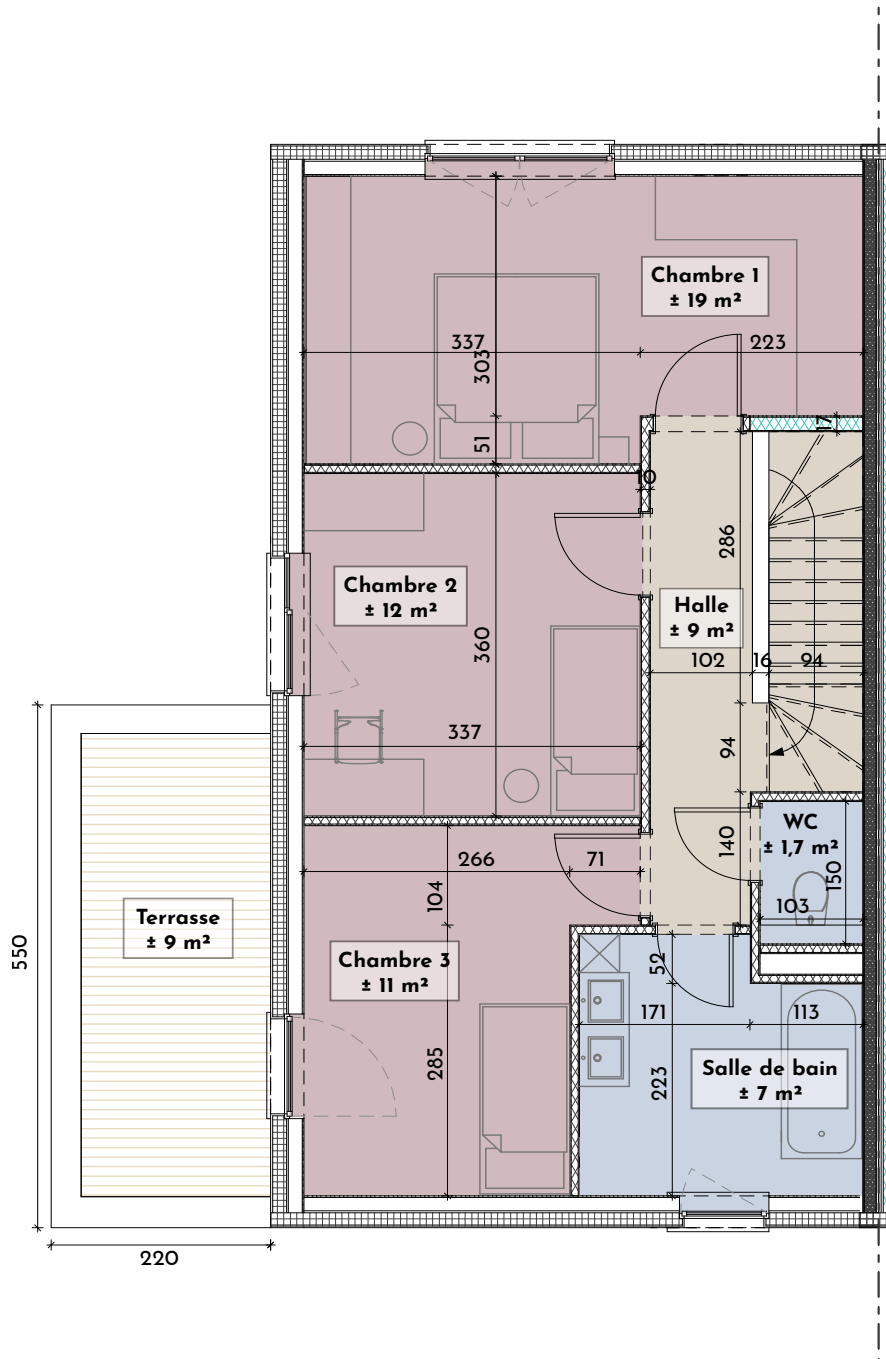 Chambre 1
± 19 m²
337
303
223
51
17
10
286
Chambre 2
± 12 m²
Halle
± 9 m²
360
102
16
94
337
94
WC
± 1,7 m²
140
150
266
71
104
103
Terrasse
± 9 m²
550
Chambre 3
± 11 m²
52
171
113
285
223
Salle de bain
± 7 m²
220